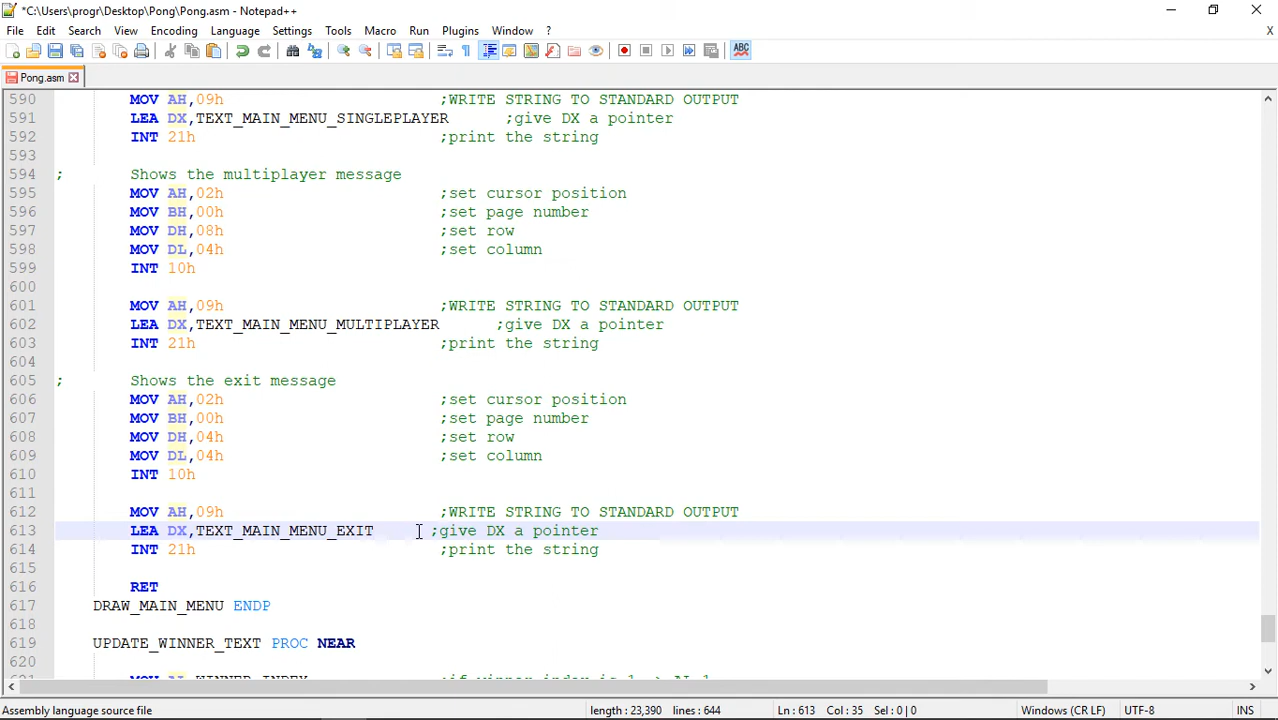 *C:\Users\progr\Desktop\Pong\Pong.asm - Notepad++
File Edit Search View Encoding Language Settings Tools Macro Run Plugins Window ?
X
ABC
Pong.asm
590 MOV AH,09h ;WRITE STRING TO STANDARD OUTPUT
591 LEA DX,TEXT_MAIN_MENU_SINGLEPLAYER ;give DX a pointer
592 INT 21h ;print the string
593
594 ; Shows the multiplayer message
595 MOV AH,02h ;set cursor position
596 MOV BH,00h ;set page number
597 MOV DH,08h ;set row
598 MOV DL,04h ;set column
599 INT 10h
600
601 MOV AH,09h ;WRITE STRING TO STANDARD OUTPUT
602 LEA DX,TEXT_MAIN_MENU_MULTIPLAYER ;give DX a pointer
603 INT 21h ;print the string
604
605 ; Shows the exit message
606 MOV AH,02h ;set cursor position
607 MOV BH,00h ;set page number
608 MOV DH,04h ;set row
609 MOV DL,04h ;set column
610 INT 10h
611
612 MOV AH,09h ;WRITE STRING TO STANDARD OUTPUT
613 LEA DX,TEXT_MAIN_MENU_EXIT ;give DX a pointer
614 INT 21h ;print the string
615
616 RET
617 DRAW_MAIN_MENU ENDP
618
619 UPDATE_WINNER_TEXT PROC NEAR
620
Assembly language source file length : 23,390 lines : 644 Ln : 613 Col : 35 Sel : 0 | 0 Windows (CR LF) UTF-8 INS